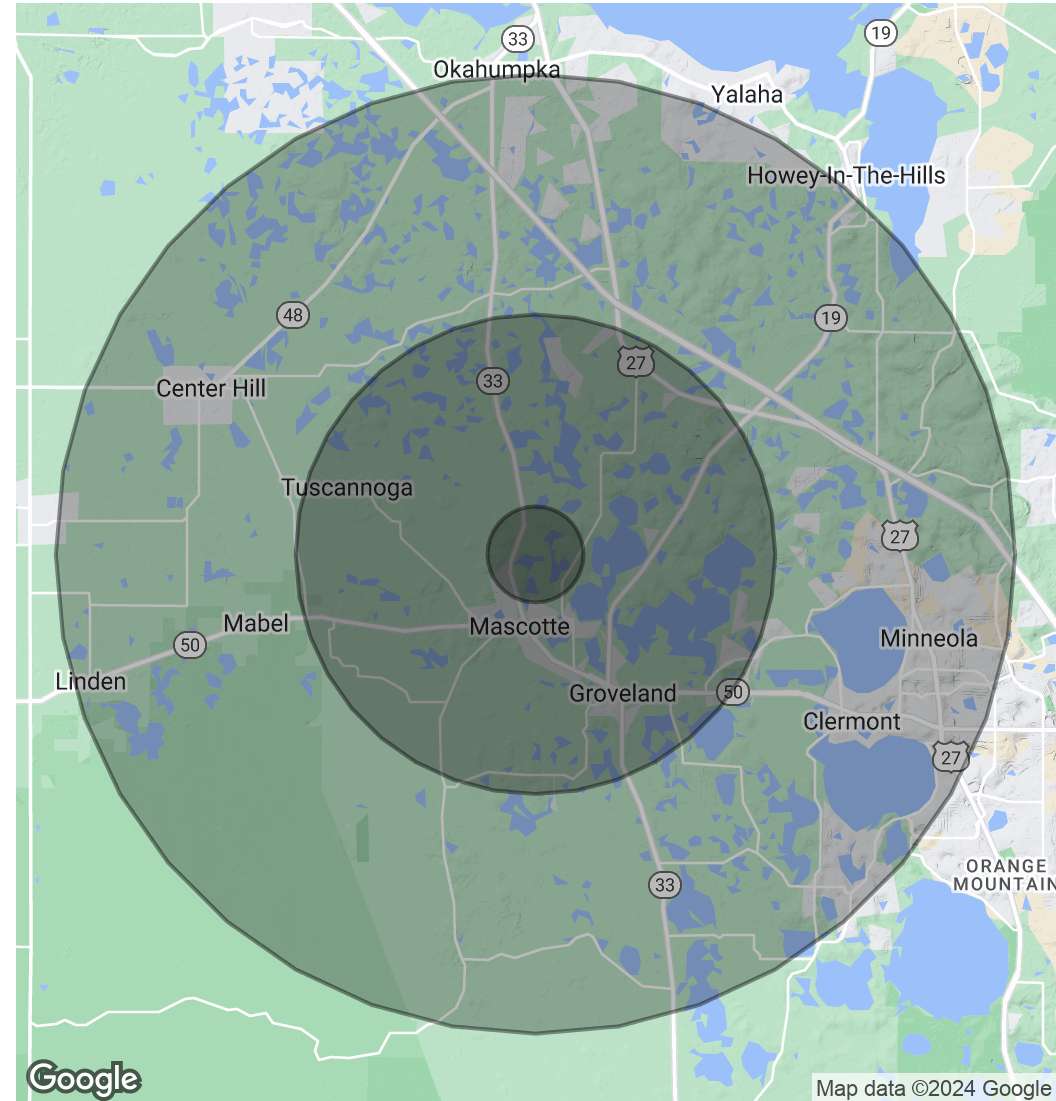 33
19
Okahumpka
Yalaha
Howey-In-The-Hills
48
19
27
33
Center Hill
Tuscannoga
27
Mabel
Mascotte
50
Minneola
Linden
Groveland
50
Clermont
27
ORANGE
MOUNTAIN
33
Google
Map data ©2024 Google